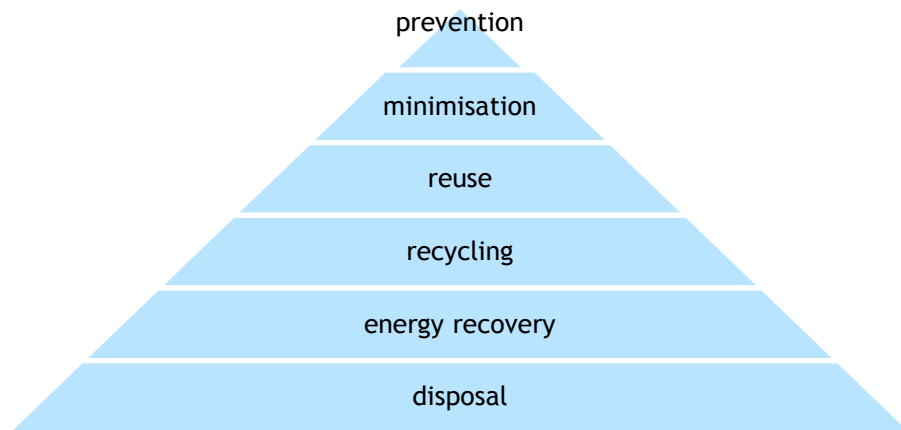 prevention
minimisation
reuse
recycling
energy recovery
disposal